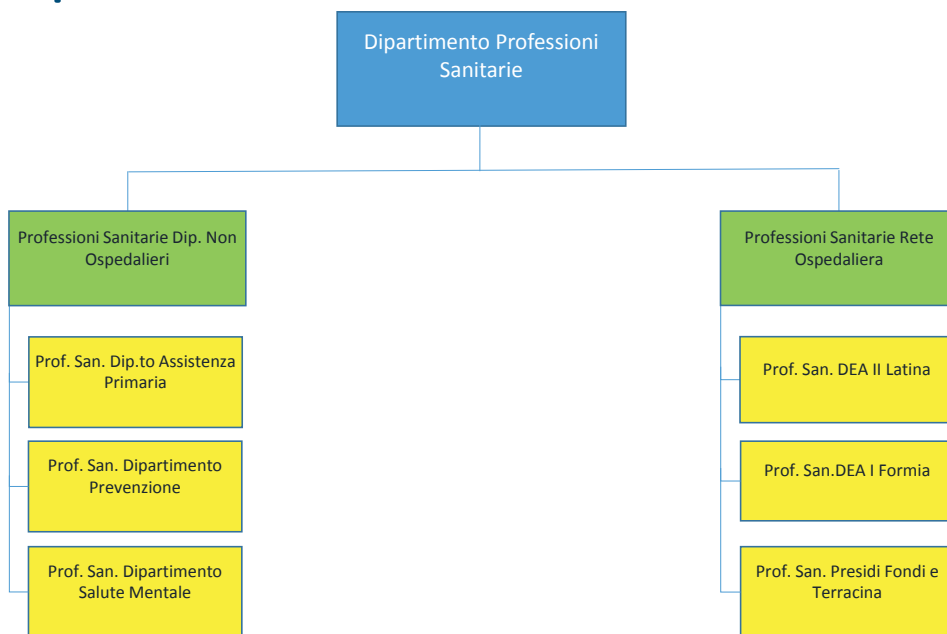 Dipartimento Professioni
Sanitarie
Professioni Sanitarie Dip. Non
Ospedalieri
Professioni Sanitarie Rete
Ospedaliera
Prof. San. Dip.to Assistenza
Primaria
Prof. San. Dipartimento
Prevenzione
Prof. San. Dipartimento
Salute Mentale
Prof. San. DEA II Latina
Prof. San.DEA I Formia
Prof. San. Presidi Fondi e
Terracina